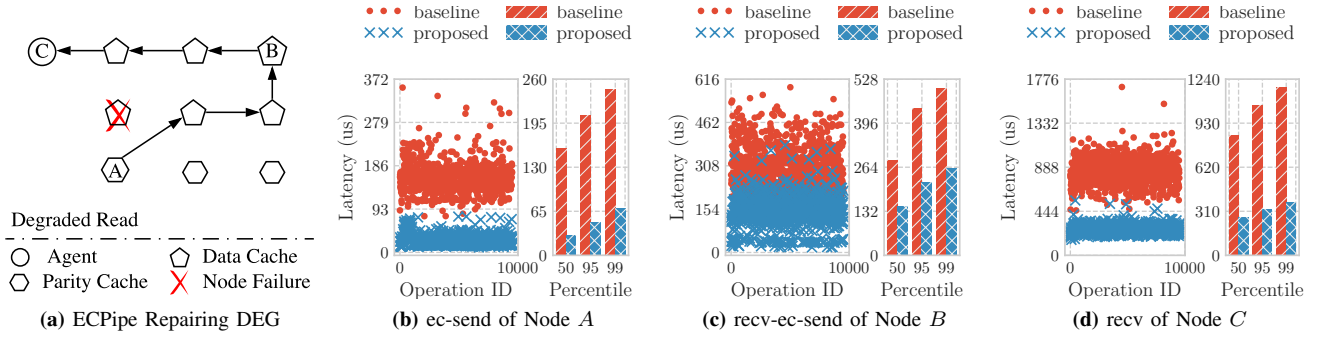 C
B
A
Degraded Read
Agent
Data Cache
Parity Cache
Node Failure
(a) ECPipe Repairing DEG
baseline
baseline
proposed
proposed
Latency (us)
372
279
186
93
0
0
10000
Operation ID
260
195
130
65
0
50 95 99
Percentile
(b) ec-send of Node A
baseline
baseline
proposed
proposed
Latency (us)
616
462
308
154
0
0
10000
Operation ID
528
396
264
132
0
50 95 99
Percentile
(c) recv-ec-send of Node B
baseline
baseline
proposed
proposed
Latency (us)
1776
1332
888
444
0
0
10000
Operation ID
1240
930
620
310
0
50 95 99
Percentile
(d) recv of Node C